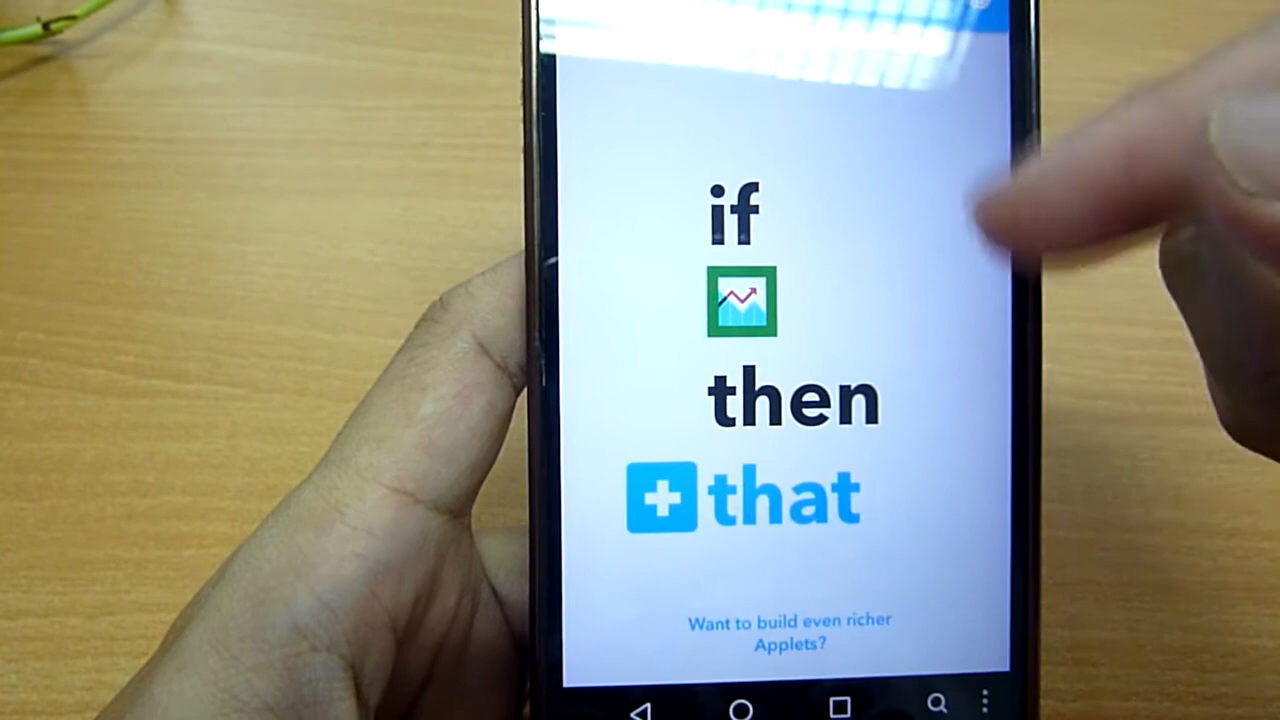 if
then
that
Want to build even richer
Applets?